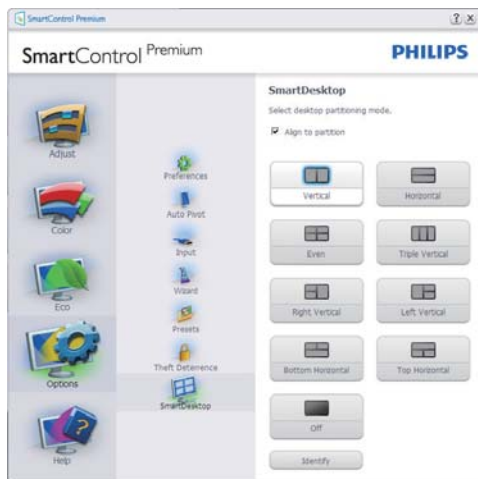 SmartControl Premium
SmartControl Premium
PHILIPS
Adjust
Color
Eco
Options
Help
Preferences
Auto Pivot
Input
Wizard
Presets
Theft Deterrence
SmartDesktop
SmartDesktop
Select desktop partitioning mode.
Align to partition
Vertical
Horizontal
Even
Triple Vertical
Right Vertical
Left Vertical
Bottom Horizontal
Top Horizontal
Off
Identify